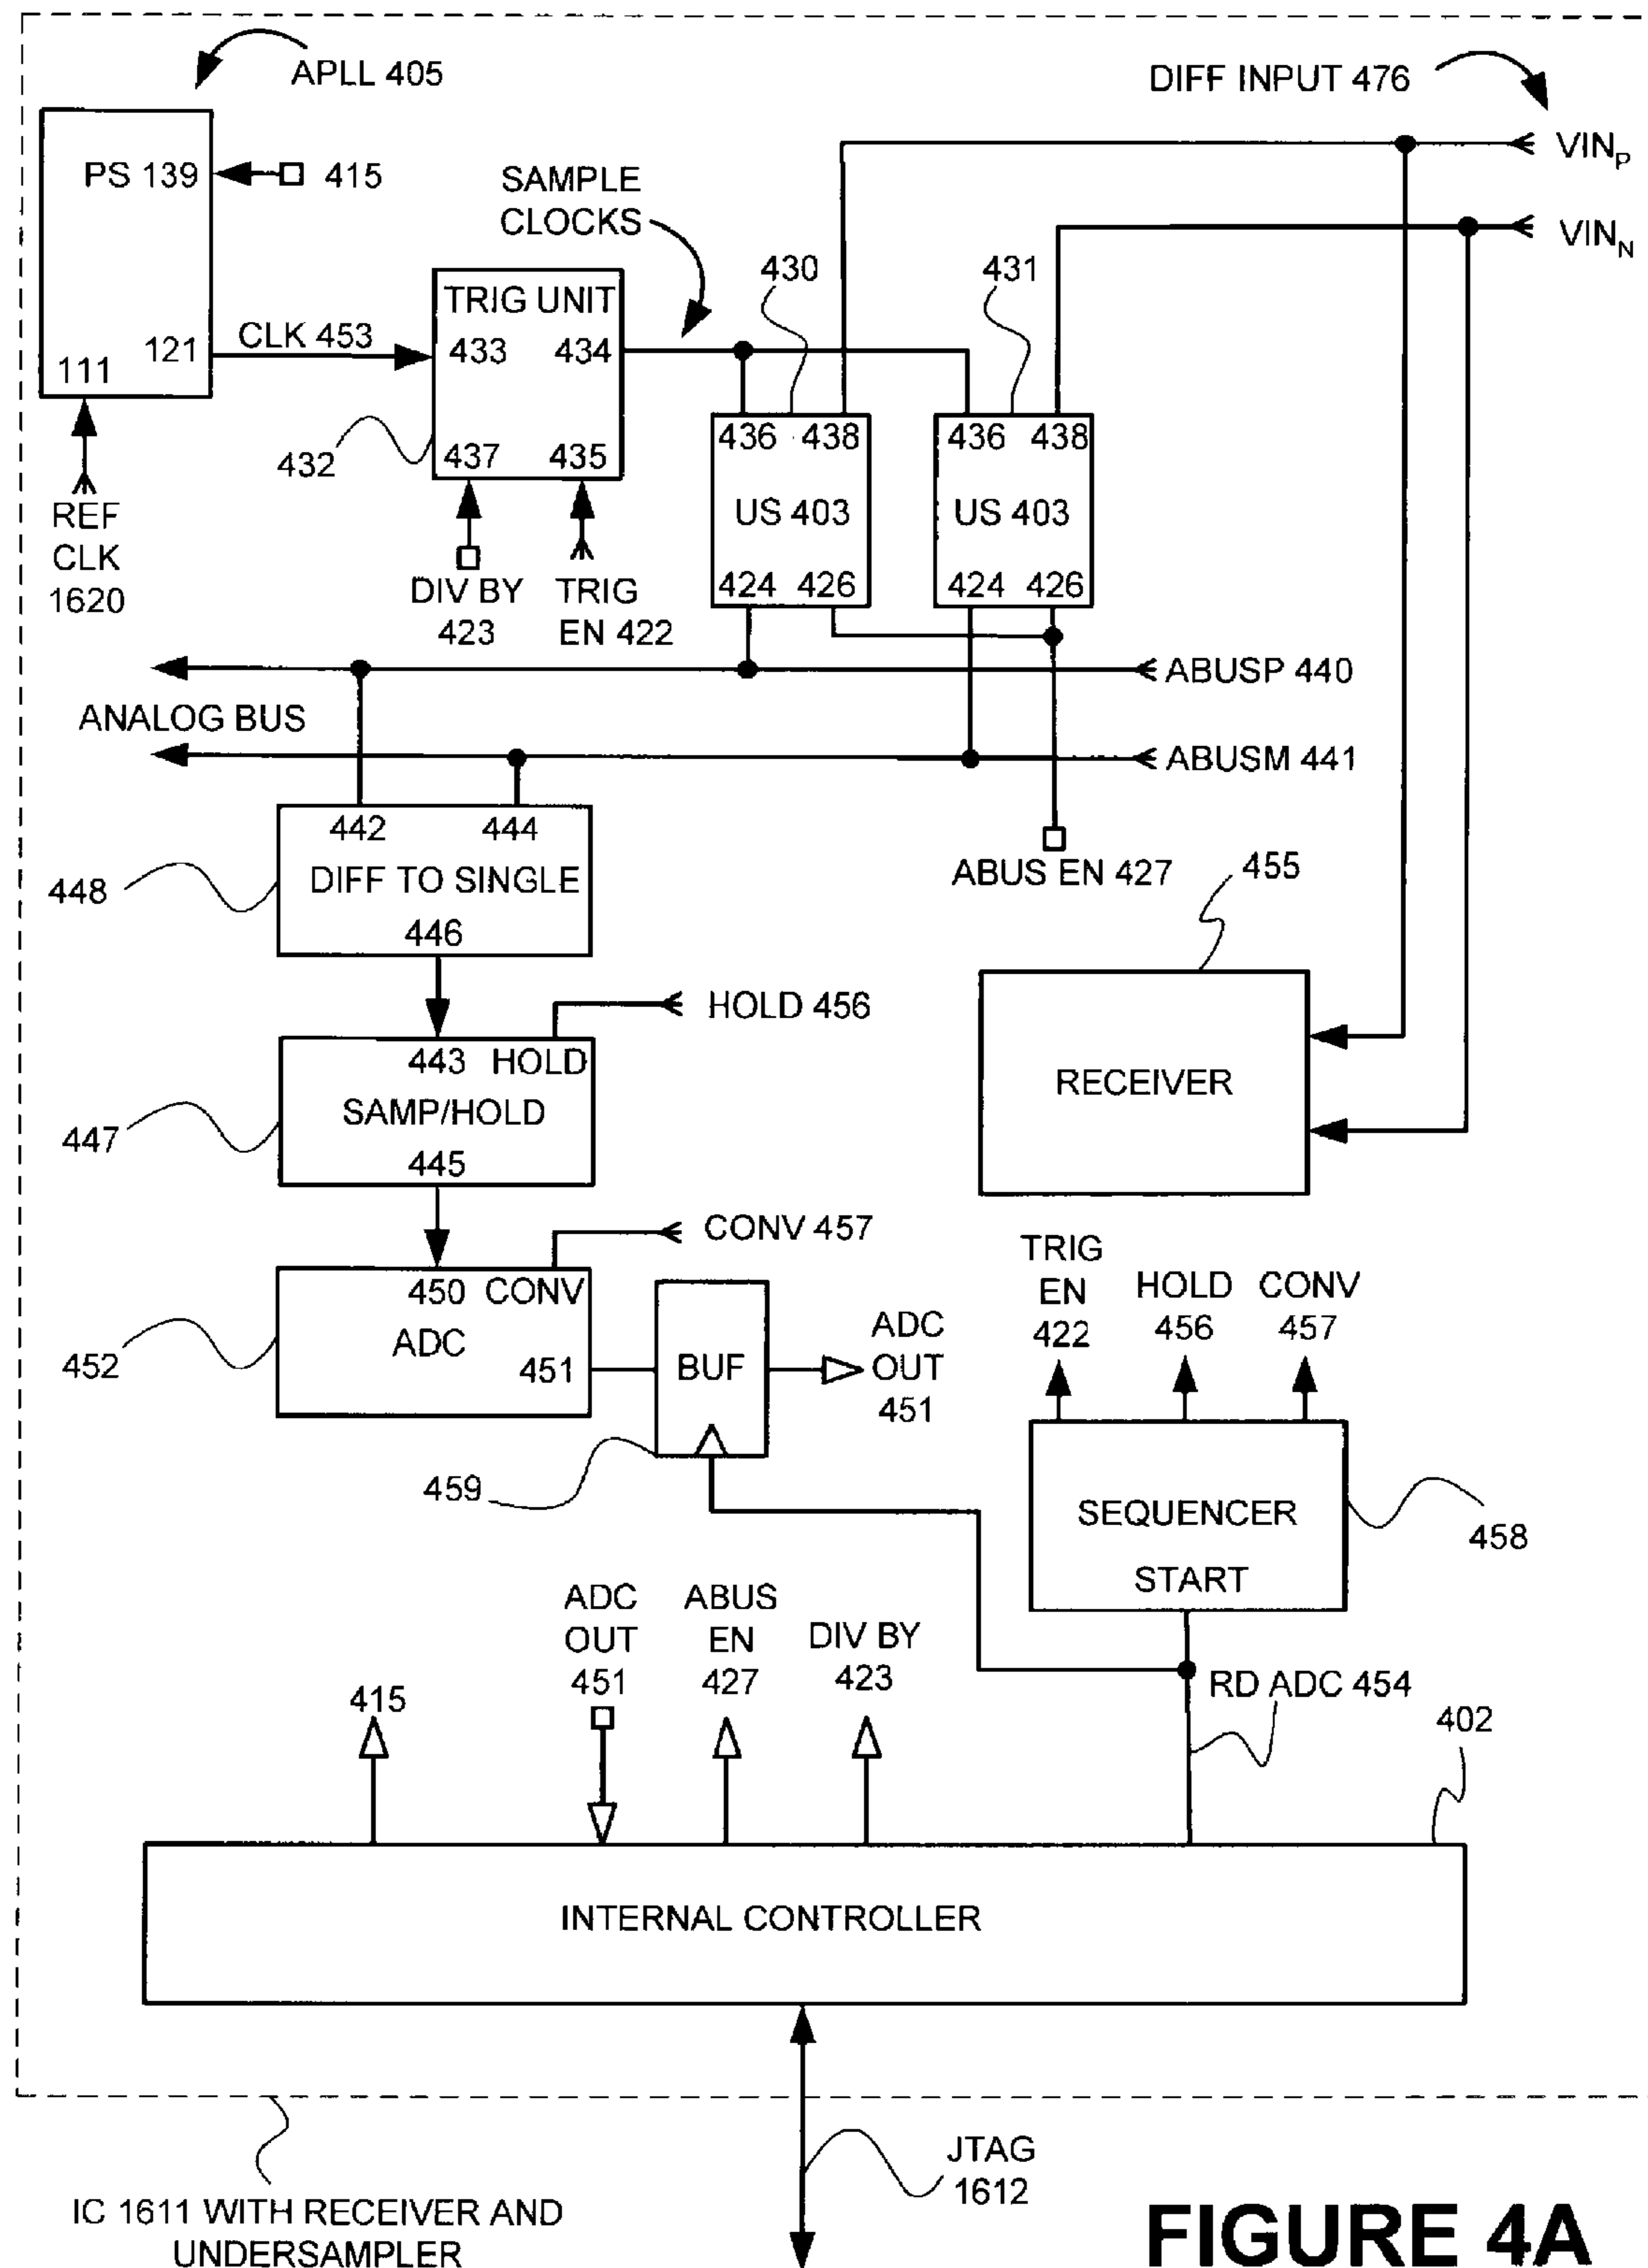 APLL 405
DIFF INPUT 476
VIN_P
PS 139
415
SAMPLE
CLOCKS
VIN_N
430
431
TRIG UNIT
CLK 453
121
433
434
111
436
438
436
438
432
437
435
US 403
US 403
REF
CLK
1620
DIV BY
423
TRIG
EN 422
424
426
424
426
ABUSP 440
ANALOG BUS
ABUSM 441
442
444
448
DIFF TO SINGLE
446
ABUS EN 427
455
HOLD 456
443 HOLD
447
SAMP/HOLD
445
RECEIVER
CONV 457
450 CONV
452
ADC
451
BUF
ADC
OUT
451
TRIG
EN
422
HOLD
456
CONV
457
459
SEQUENCER
START
458
ADC
OUT
451
ABUS
EN
427
DIV BY
423
415
RD ADC 454
402
INTERNAL CONTROLLER
JTAG
1612
IC 1611 WITH RECEIVER AND
UNDERSAMPLER
FIGURE 4A